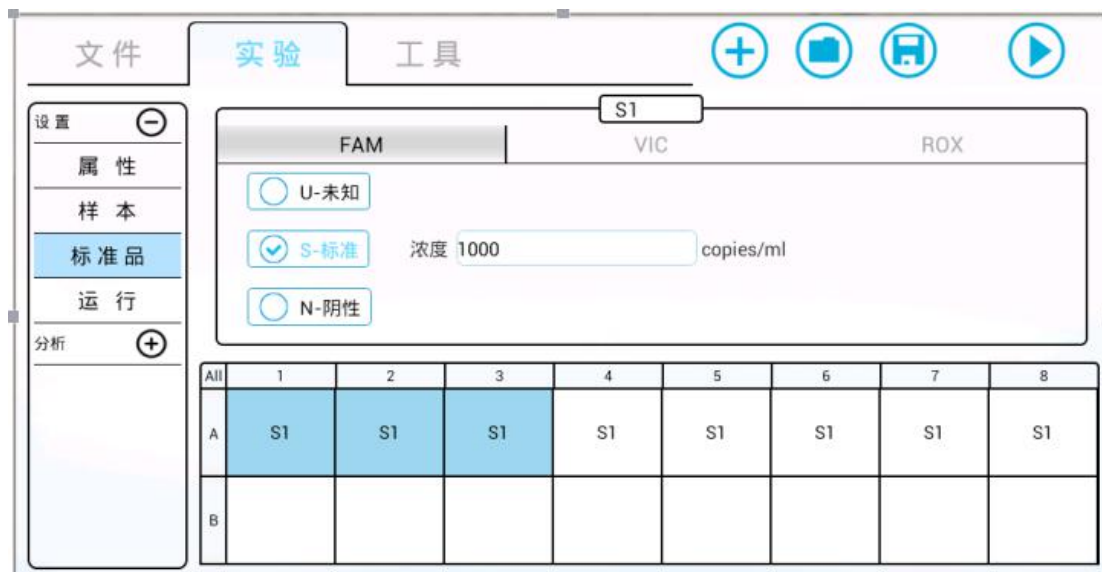 文件 实验 工具
设置
属性
样本
标准品
运行
分析
S1
FAM VIC ROX
U-未知
S-标准 浓度 1000 copies/ml
N-阴性
All 1 2 3 4 5 6 7 8
A S1 S1 S1 S1 S1 S1 S1 S1
B